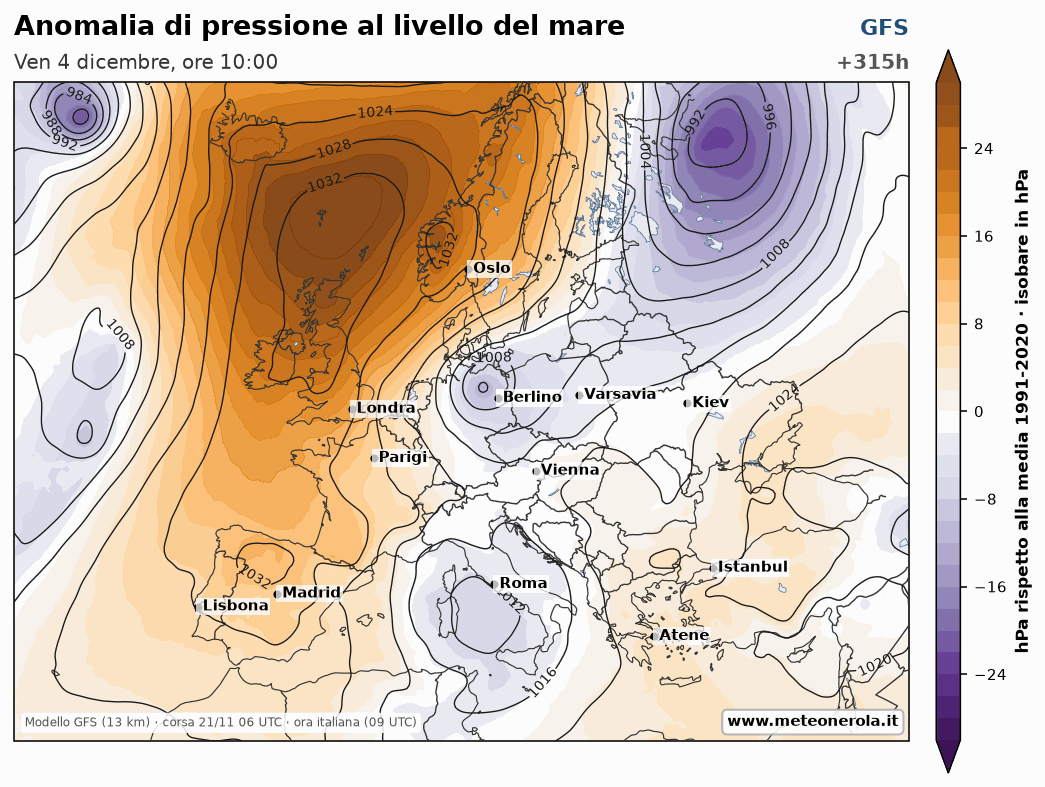 Anomalia di pressione al livello del mare
GFS
Ven 4 dicembre, ore 10:00
+315h
984
988
992
1024
1028
1032
1004
992
996
1008
1032
Oslo
1008
1008
Berlino
Varsavia
Kiev
1024
Londra
Parigi
Vienna
1032
Madrid
Lisbona
Roma
1012
Istanbul
Atene
1016
1020
Modello GFS (13 km) · corsa 21/11 06 UTC · ora italiana (09 UTC)
www.meteonerola.it
24
16
8
0
−8
−16
−24
hPa rispetto alla media 1991-2020 · isobare in hPa